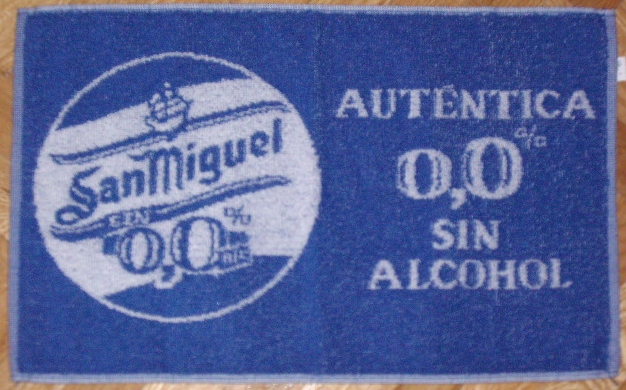 San Miguel
SIN
0,0 %
AUTÉNTICA
0,0 %
SIN
ALCOHOL